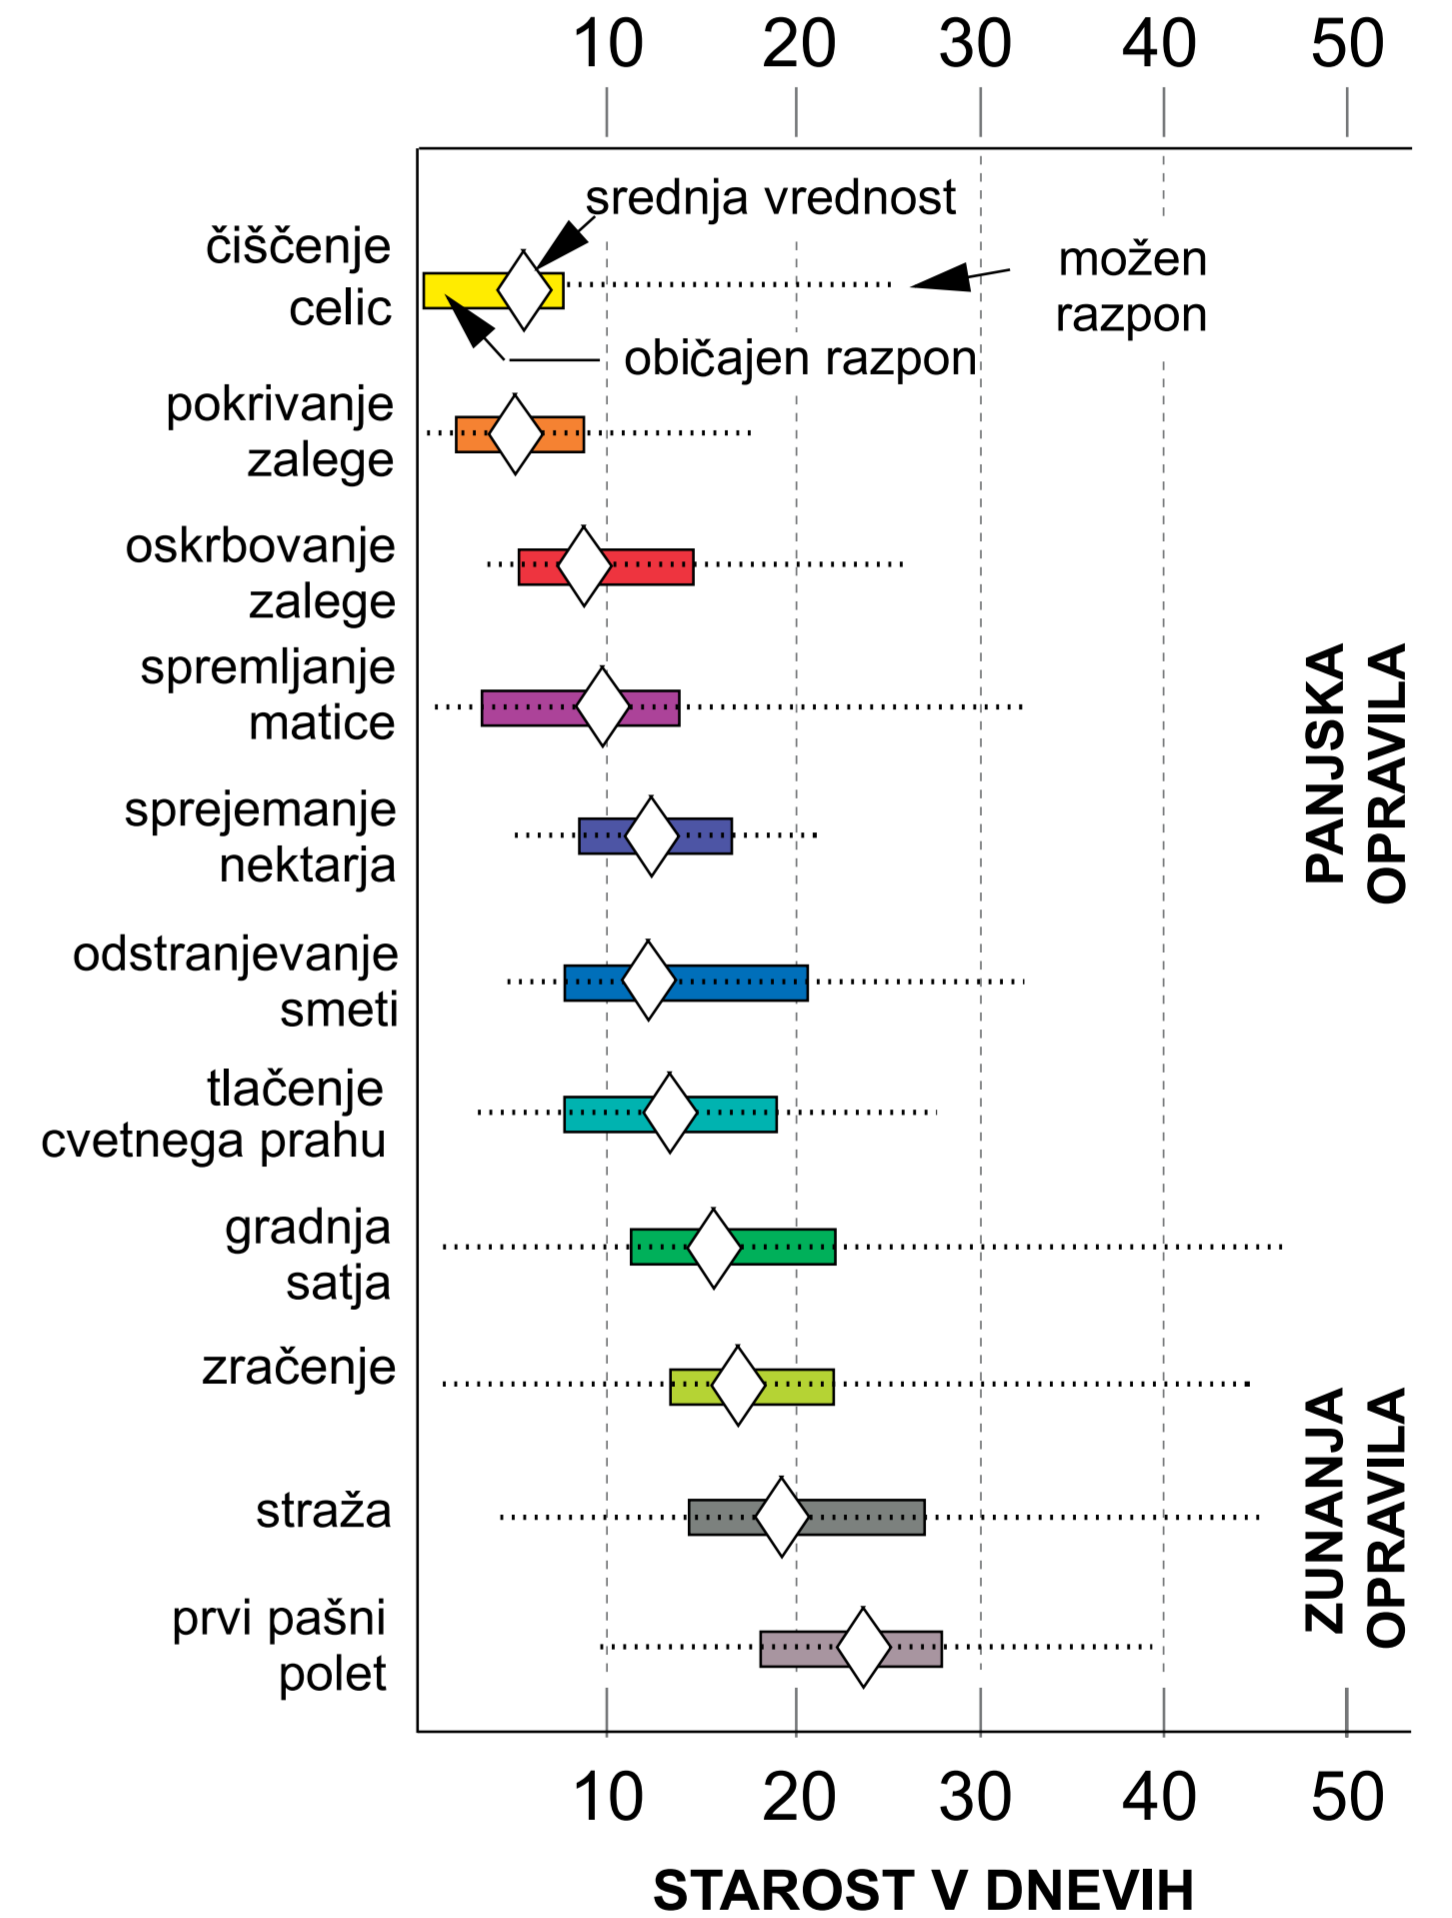 10 20 30 40 50
srednja vrednost
čiščenje
celic
možen
razpon
običajen razpon
pokrivanje
zalege
oskrbovanje
zalege
spremljanje
matice
sprejemanje
nektarja
odstranjevanje
smeti
tlačenje
cvetnega prahu
gradnja
satja
zračenje
straža
prvi pašni
polet
PANJSKA
OPRAVILA
ZUNANJA
OPRAVILA
10 20 30 40 50
STAROST V DNEVIH